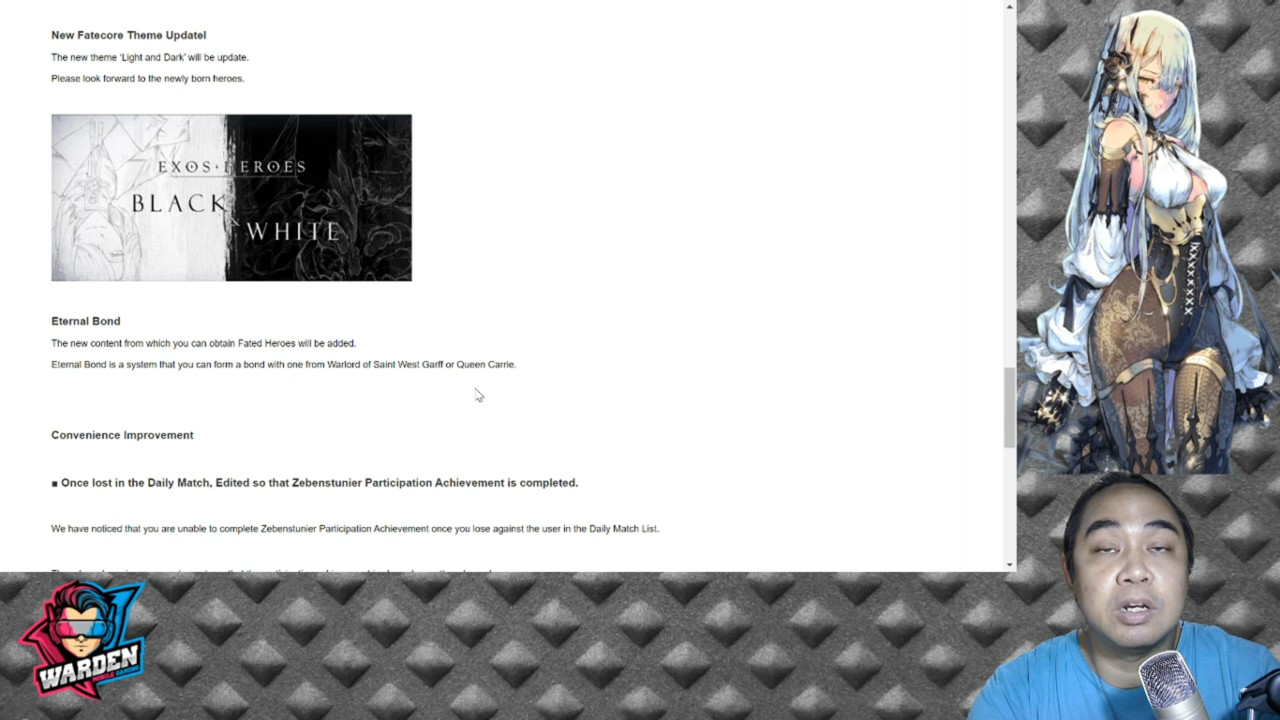 New Fatecore Theme Update!
The new theme 'Light and Dark' will be update.
Please look forward to the newly born heroes.
EXOS HEROES
BLACK
WHITE
Eternal Bond
The new content from which you can obtain Fated Heroes will be added.
Eternal Bond is a system that you can form a bond with one from Warlord of Saint West Garff or Queen Carrie.
Convenience Improvement
■ Once lost in the Daily Match, Edited so that Zebenstunier Participation Achievement is completed.
We have noticed that you are unable to complete Zebenstunier Participation Achievement once you lose against the user in the Daily Match List.
WARDEN
MOBILE GAMING